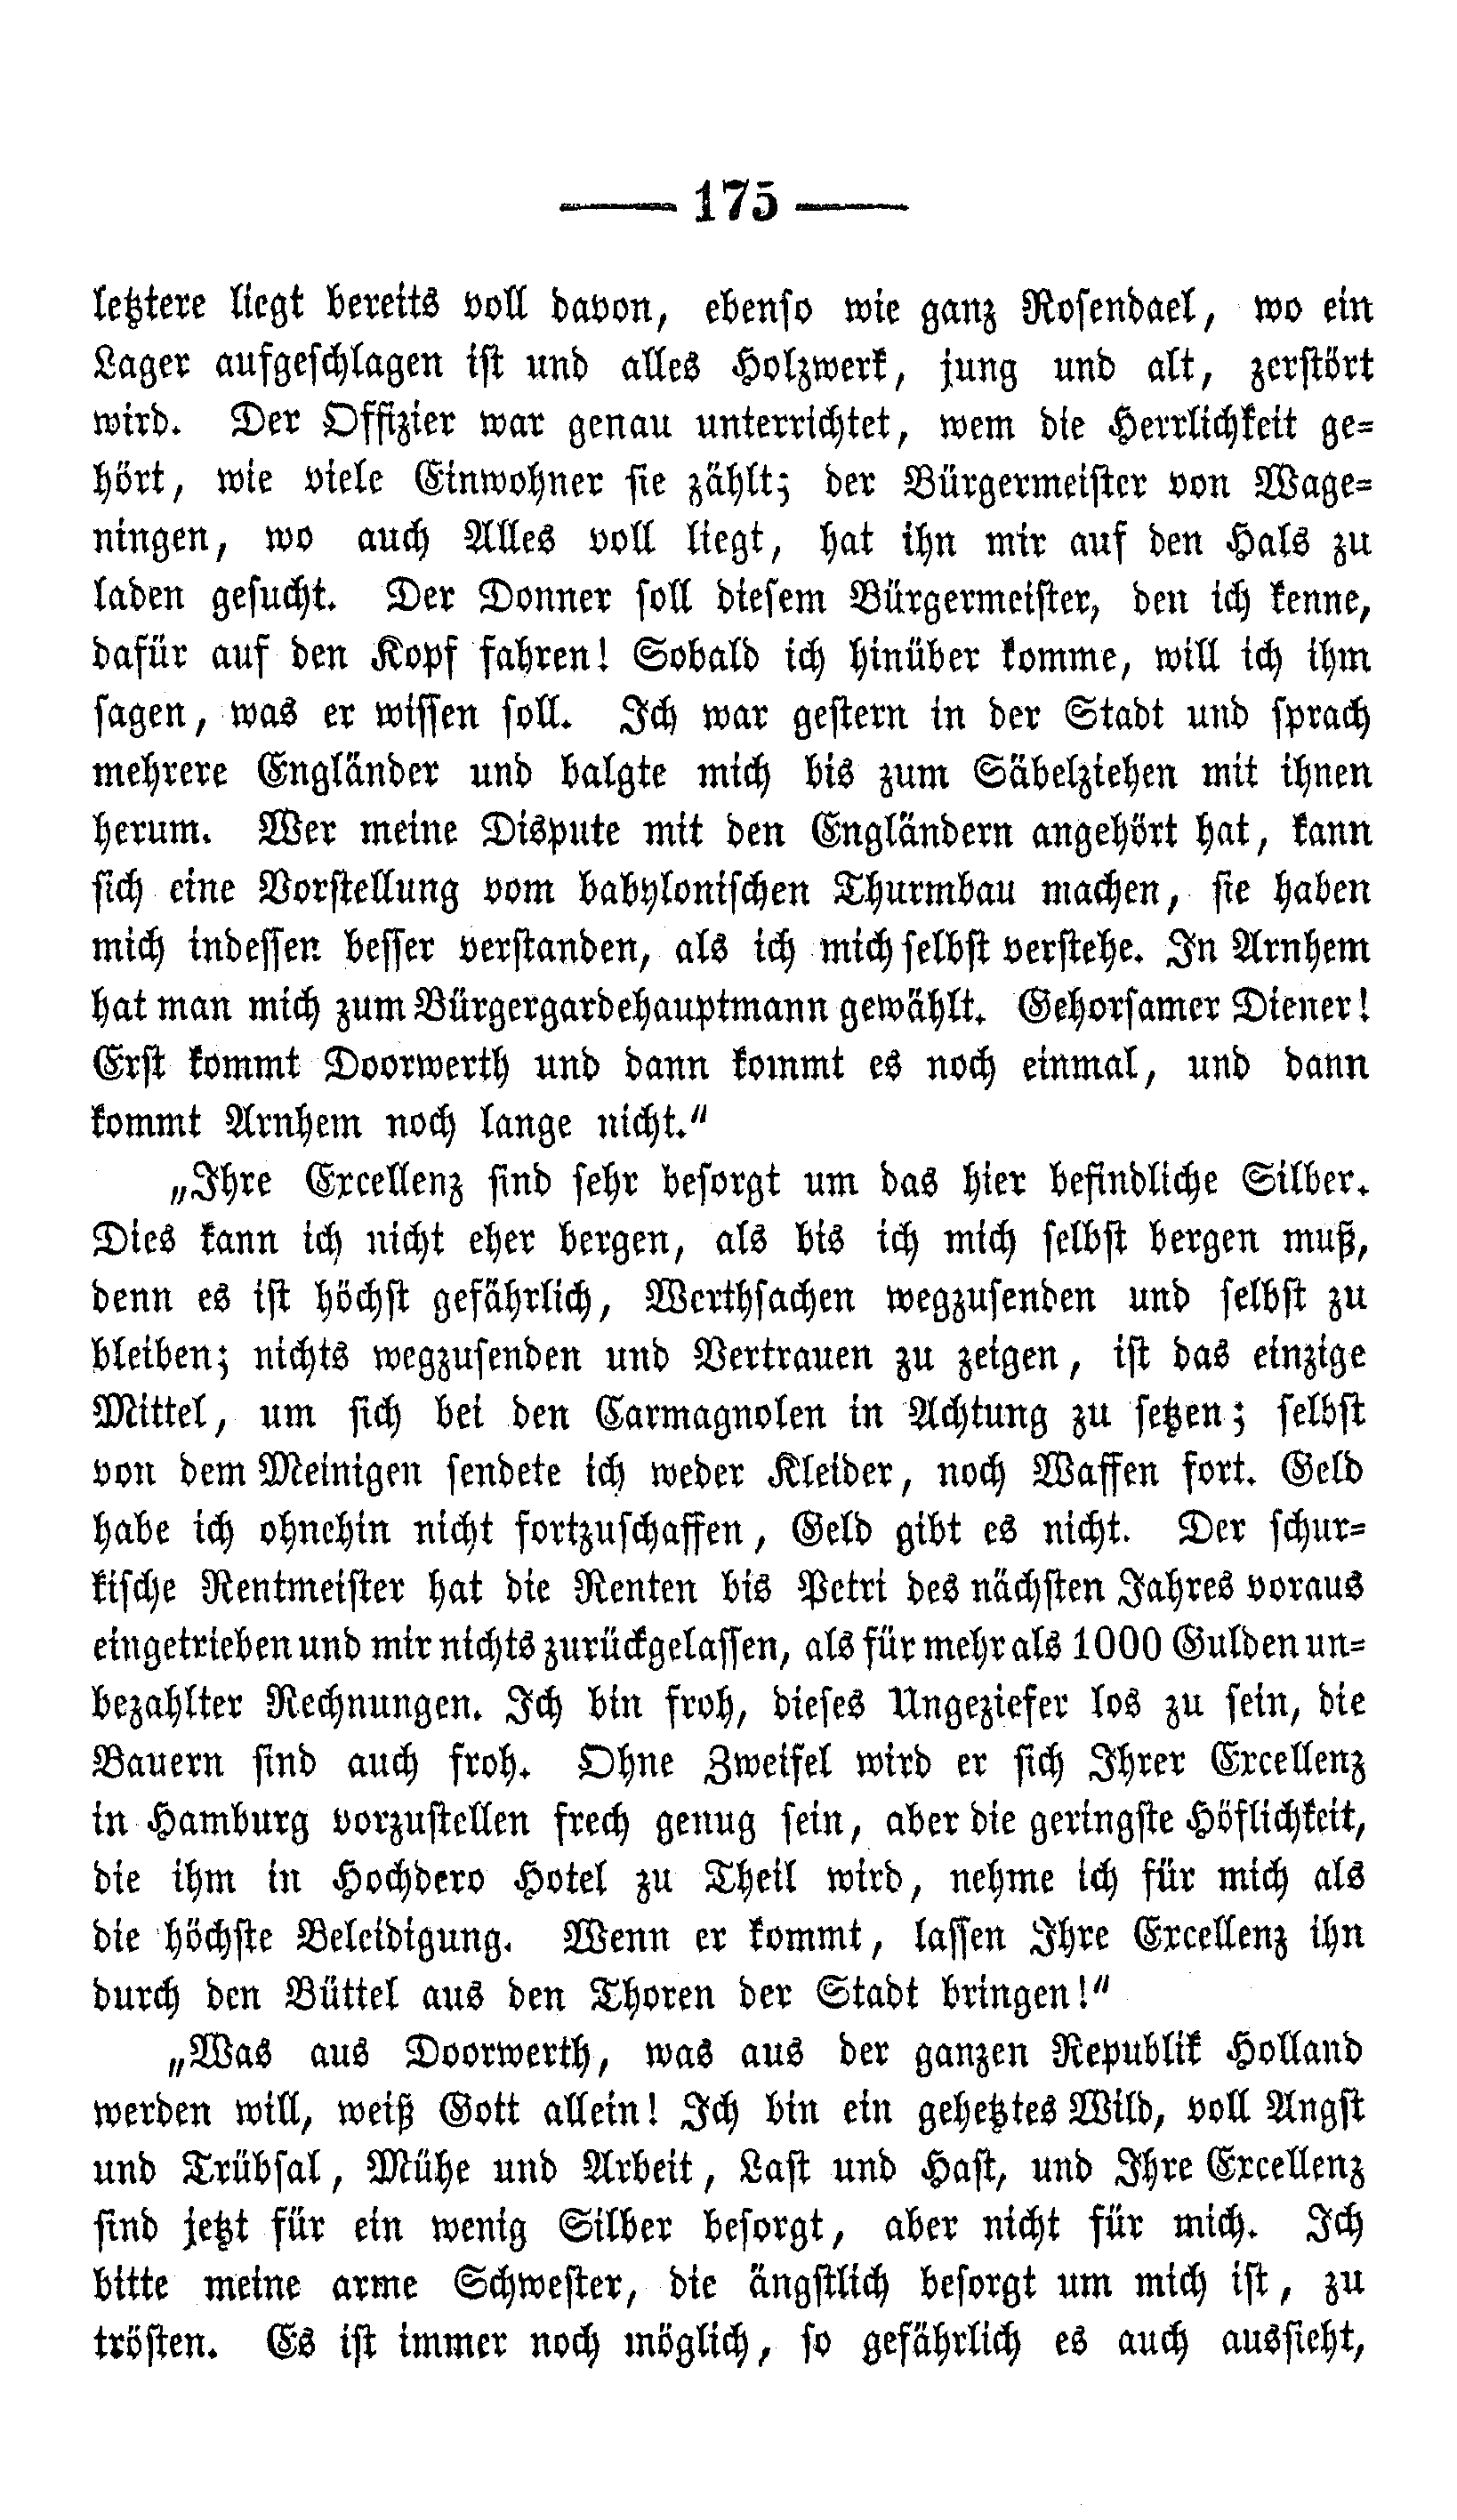 — 175 —
letztere liegt bereits voll davon, ebenso wie ganz Rosendael, wo ein
Lager aufgeschlagen ist und alles Holzwerk, jung und alt, zerstört
wird. Der Offizier war genau unterrichtet, wem die Herrlichkeit ge-
hört, wie viele Einwohner sie zählt; der Bürgermeister von Wage-
ningen, wo auch Alles voll liegt, hat ihn mir auf den Hals zu
laden gesucht. Der Donner soll diesem Bürgermeister, den ich kenne,
dafür auf den Kopf fahren! Sobald ich hinüber komme, will ich ihm
sagen, was er wissen soll. Ich war gestern in der Stadt und sprach
mehrere Engländer und balgte mich bis zum Säbelziehen mit ihnen
herum. Wer meine Dispute mit den Engländern angehört hat, kann
sich eine Vorstellung vom babylonischen Thurmbau machen, sie haben
mich indessen besser verstanden, als ich mich selbst verstehe. In Arnhem
hat man mich zum Bürgergardehauptmann gewählt. Gehorsamer Diener!
Erst kommt Doorwerth und dann kommt es noch einmal, und dann
kommt Arnhem noch lange nicht.“
„Ihre Excellenz sind sehr besorgt um das hier befindliche Silber.
Dies kann ich nicht eher bergen, als bis ich mich selbst bergen muß,
denn es ist höchst gefährlich, Werthsachen wegzusenden und selbst zu
bleiben; nichts wegzusenden und Vertrauen zu zeigen, ist das einzige
Mittel, um sich bei den Carmagnolen in Achtung zu setzen; selbst
von dem Meinigen sendete ich weder Kleider, noch Waffen fort. Geld
habe ich ohnehin nicht fortzuschaffen, Geld gibt es nicht. Der schur-
kische Rentmeister hat die Renten bis Petri des nächsten Jahres voraus
eingetrieben und mir nichts zurückgelassen, als für mehr als 1000 Gulden un-
bezahlter Rechnungen. Ich bin froh, dieses Ungeziefer los zu sein, die
Bauern sind auch froh. Ohne Zweifel wird er sich Ihrer Excellenz
in Hamburg vorzustellen frech genug sein, aber die geringste Höflichkeit,
die ihm in Hochdero Hotel zu Theil wird, nehme ich für mich als
die höchste Beleidigung. Wenn er kommt, lassen Ihre Excellenz ihn
durch den Büttel aus den Thoren der Stadt bringen!“
„Was aus Doorwerth, was aus der ganzen Republik Holland
werden will, weiß Gott allein! Ich bin ein gehetztes Wild, voll Angst
und Trübsal, Mühe und Arbeit, Last und Hast, und Ihre Excellenz
sind jetzt für ein wenig Silber besorgt, aber nicht für mich. Ich
bitte meine arme Schwester, die ängstlich besorgt um mich ist, zu
trösten. Es ist immer noch möglich, so gefährlich es auch aussieht,